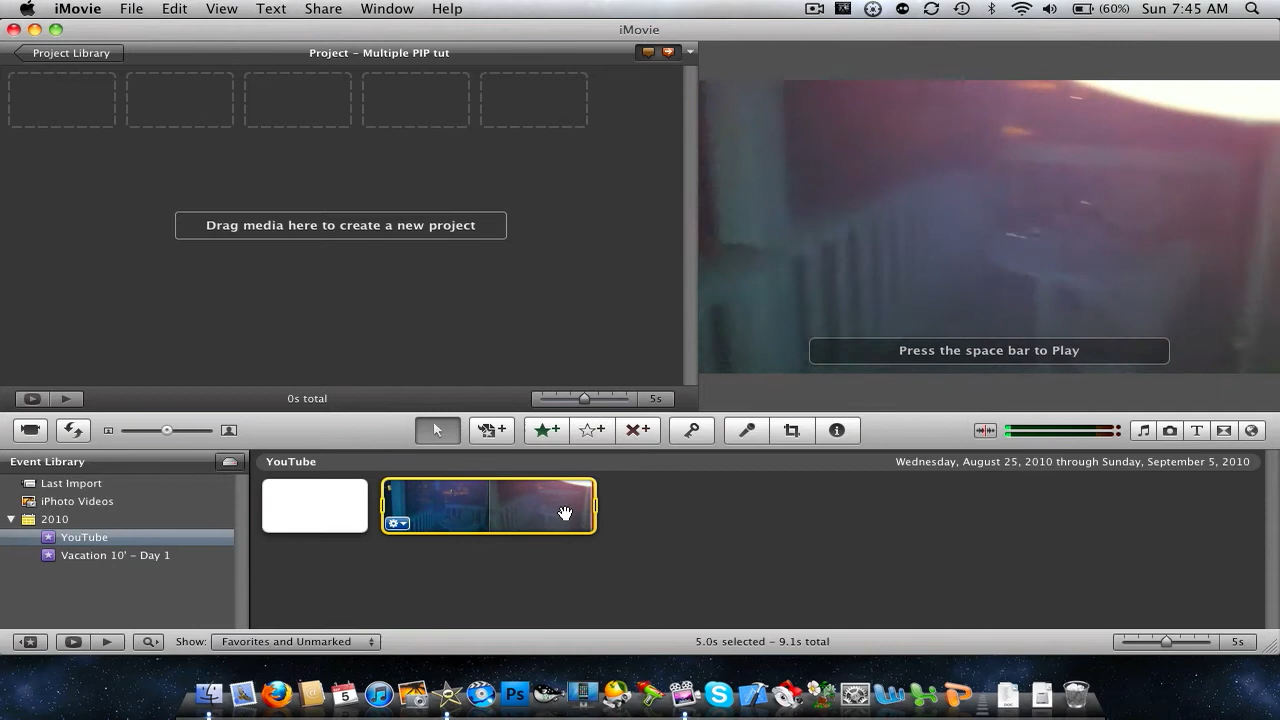 iMovie File Edit View Text Share Window Help (60%) Sun 7:45 AM
iMovie
Project Library Project – Multiple PIP tut
Drag media here to create a new project
Press the space bar to Play
0s total 5s
Event Library YouTube Wednesday, August 25, 2010 through Sunday, September 5, 2010
Last Import
iPhoto Videos
2010
YouTube
Vacation 10' – Day 1
Show: Favorites and Unmarked 5.0s selected – 9.1s total 5s
5 Ps